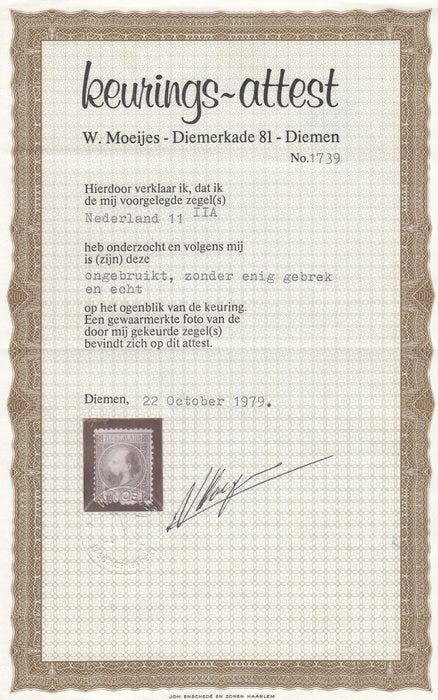 keurings~attest
W. Moeijes - Diemerkade 81 - Diemen
No.1739
Hierdoor verklaar ik, dat ik
de mij voorgelegde zegel(s)
Nederland 11 IIA
heb onderzocht en volgens mij
is (zijn) deze
ongebruikt, zonder enig gebrek
en echt
op het ogenblik van de keuring.
Een gewaarmerkte foto van de
door mij gekeurde zegel(s)
bevindt zich op dit attest.
Diemen, 22 October 1979.
JOH. ENSCHEDÉ EN ZONEN HAARLEM